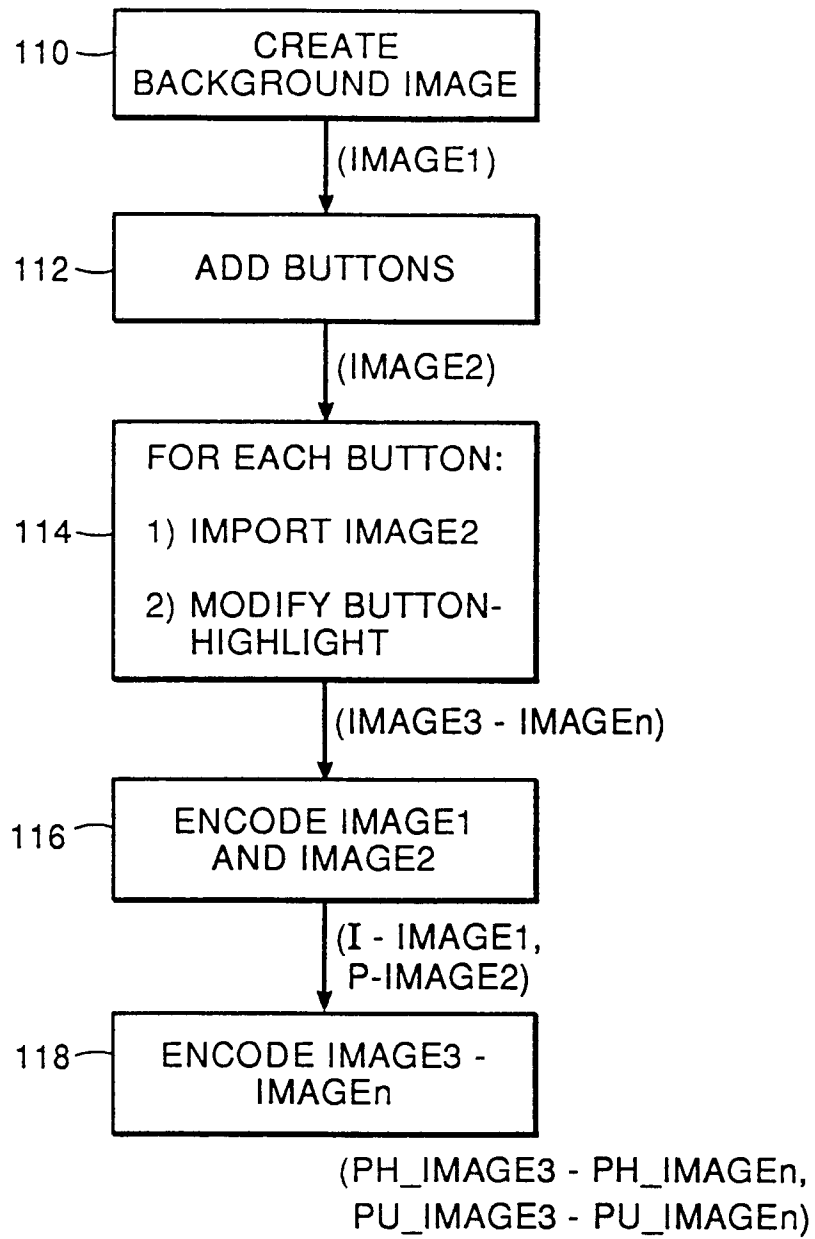 110
CREATE
BACKGROUND IMAGE
(IMAGE1)
112
ADD BUTTONS
(IMAGE2)
114
FOR EACH BUTTON:
1) IMPORT IMAGE2
2) MODIFY BUTTON-
HIGHLIGHT
(IMAGE3 - IMAGEn)
116
ENCODE IMAGE1
AND IMAGE2
(I - IMAGE1,
P-IMAGE2)
118
ENCODE IMAGE3 -
IMAGEn
(PH_IMAGE3 - PH_IMAGEn,
PU_IMAGE3 - PU_IMAGEn)